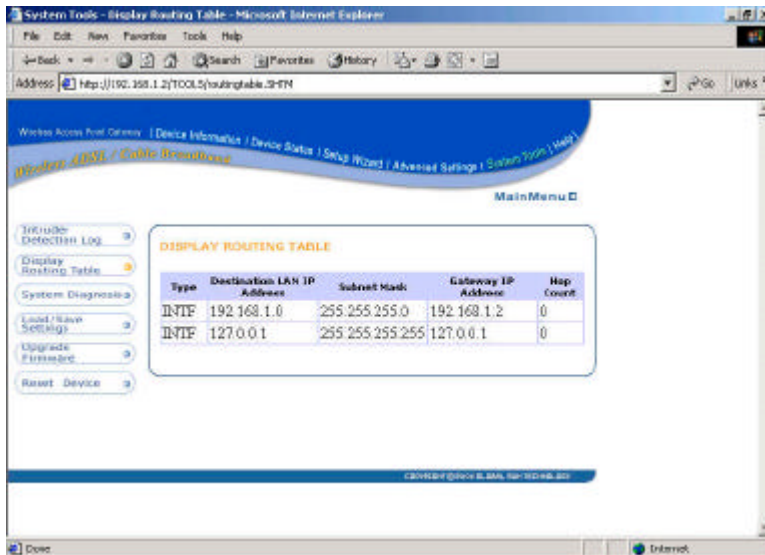 System Tools - Display Routing Table - Microsoft Internet Explorer
File Edit View Favorites Tools Help
Back Search Favorites History
Address http://192.168.1.2/TOOLS/routingtable.SHTM Go Links
Wireless Access Point Gateway | Device Information | Device Status | Setup Wizard | Advanced Settings | System Tools | Help |
Wireless ADSL / Cable Broadband
MainMenu
Intruder
Detection Log
Display
Routing Table
System Diagnosis
Load/Save
Settings
Upgrade
Firmware
Reset Device
DISPLAY ROUTING TABLE
Type Destination LAN IP Address Subnet Mask Gateway IP Address Hop Count
INTF 192.168.1.0 255.255.255.0 192.168.1.2 0
INTF 127.0.0.1 255.255.255.255 127.0.0.1 0
Done Internet